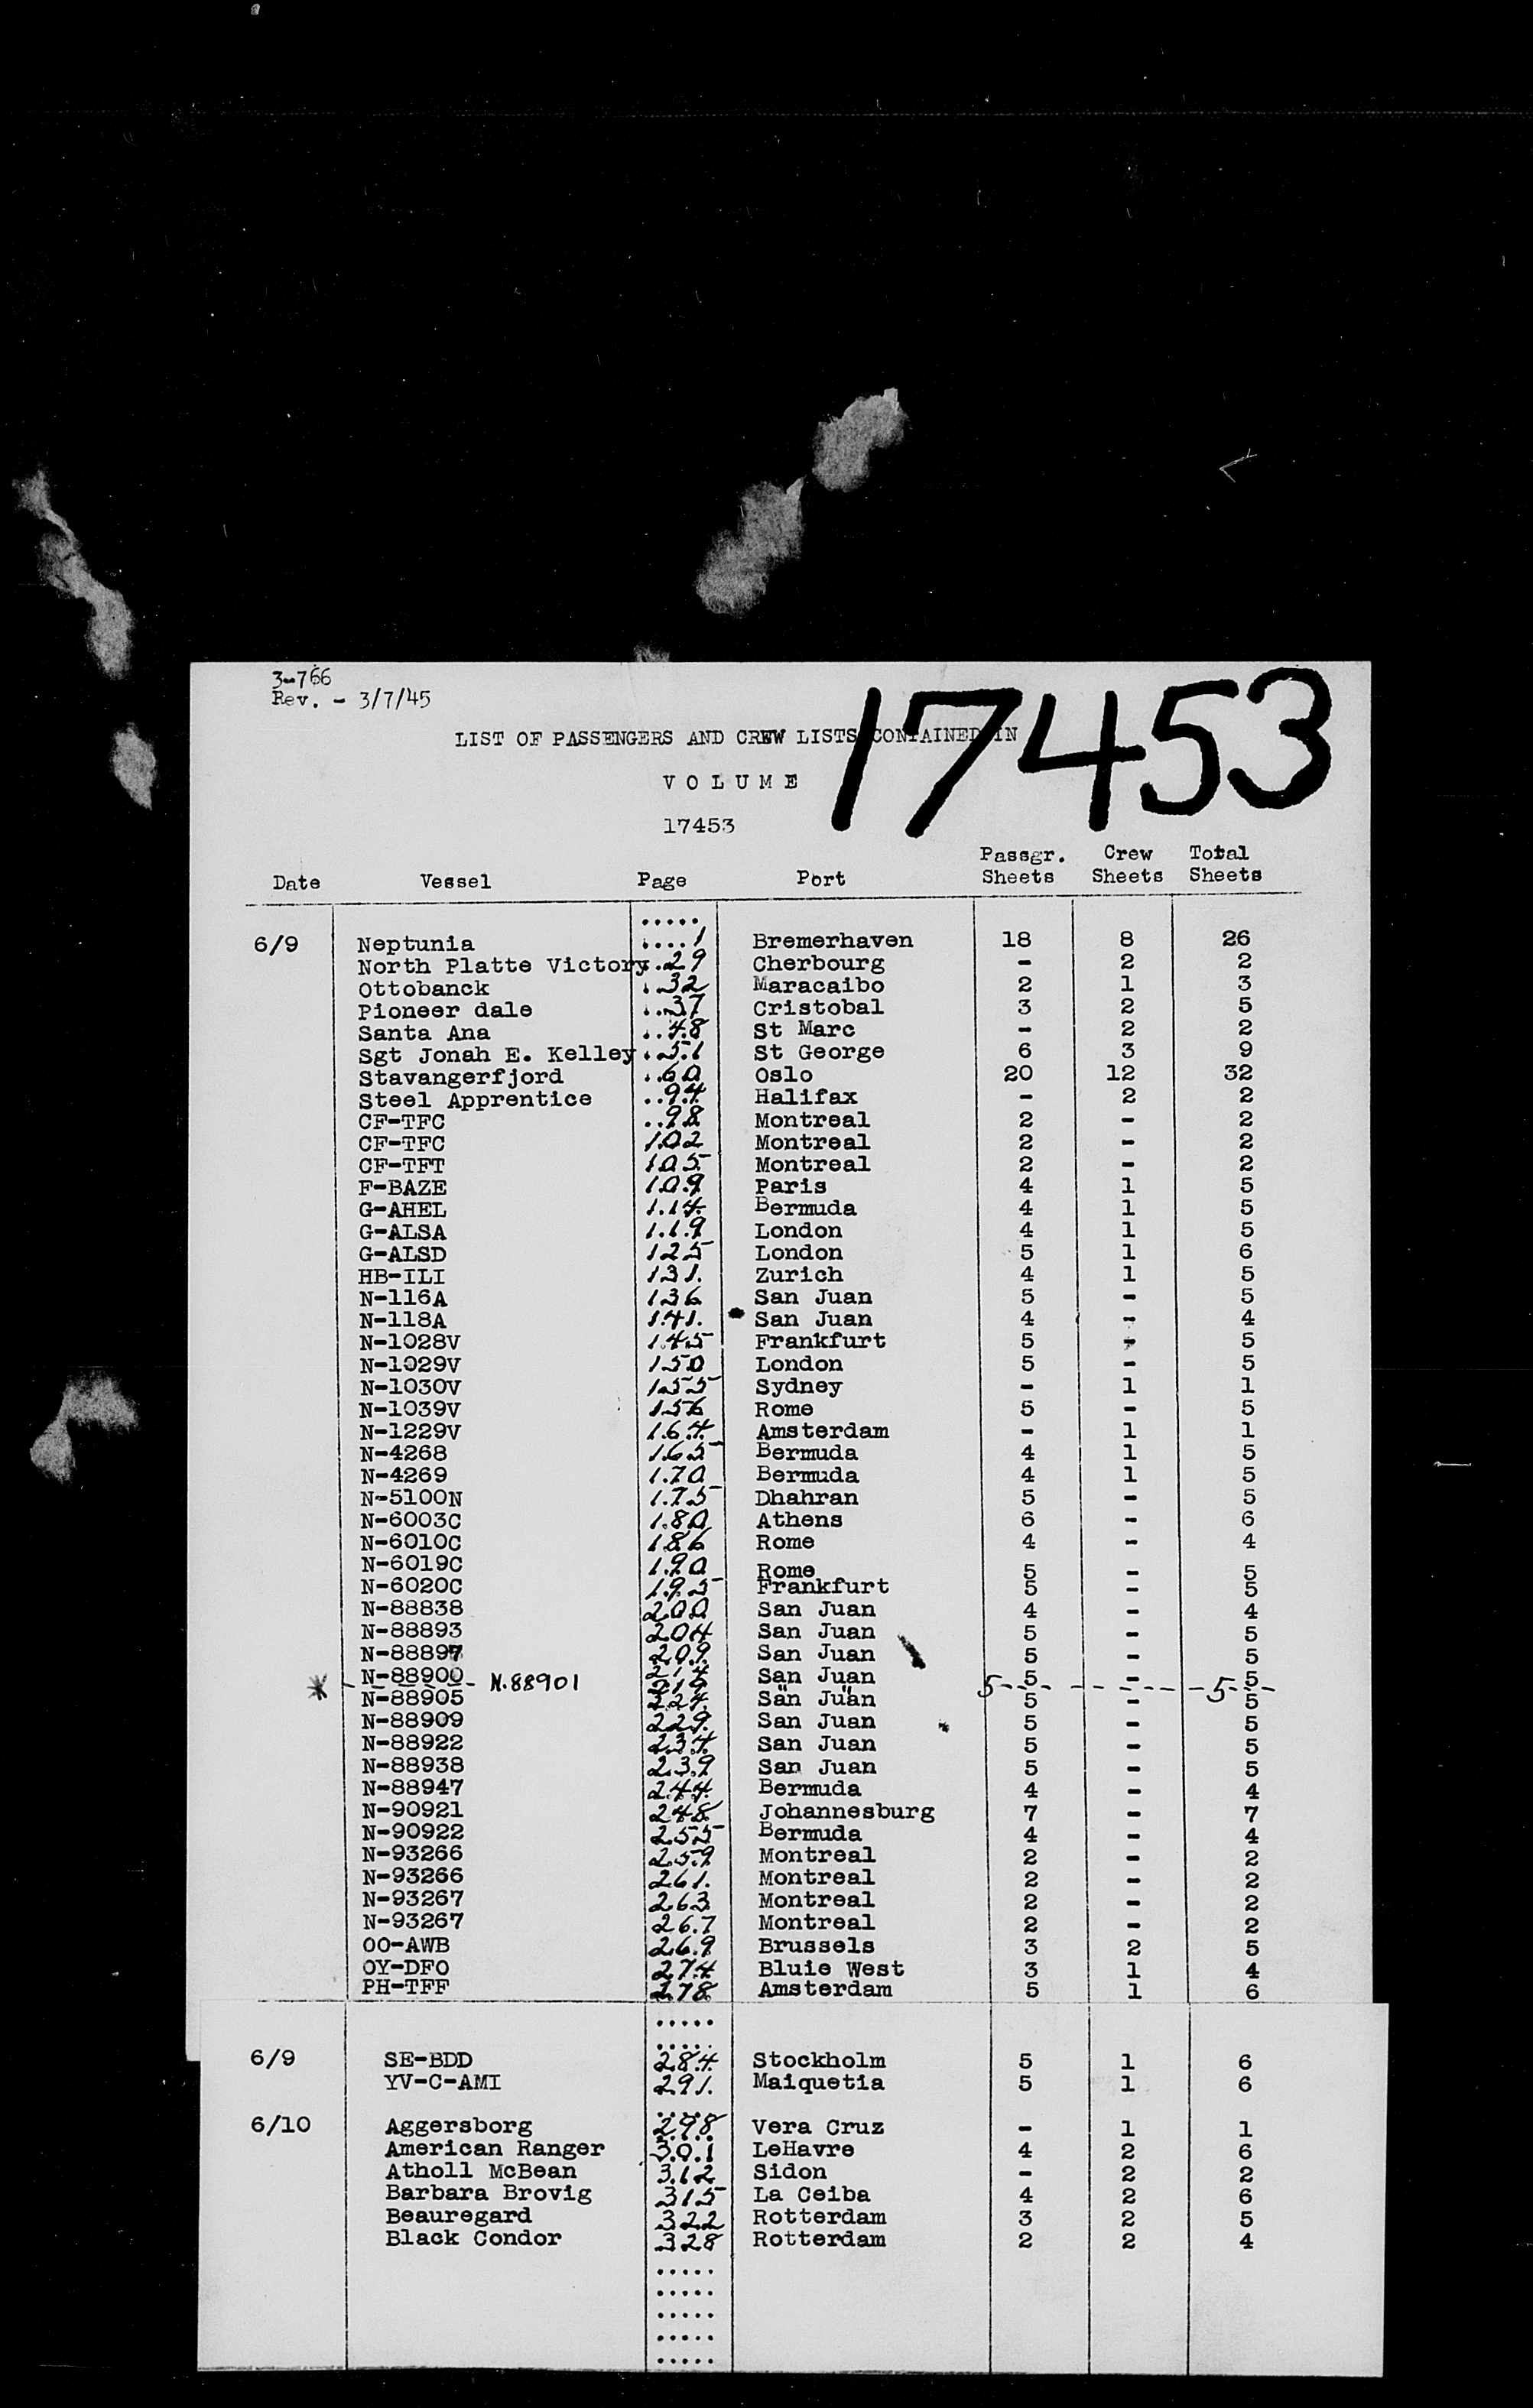 3-766
Rev. - 3/7/45
17453
LIST OF PASSENGERS AND CREW LISTS CONTAINED IN
VOLUME
17453
Date Vessel Page Port Passgr. Sheets Crew Sheets Total Sheets
.....
6/9 Neptunia ....1 Bremerhaven 18 8 26
North Platte Victory .29 Cherbourg - 2 2
Ottobanck .32 Maracaibo 2 1 3
Pioneer dale ..37 Cristobal 3 2 5
Santa Ana ..48 St Marc - 2 2
Sgt Jonah E. Kelley .51 St George 6 3 9
Stavangerfjord ..60 Oslo 20 12 32
Steel Apprentice ..94 Halifax - 2 2
CF-TFC ..98 Montreal 2 - 2
CF-TFC 102 Montreal 2 - 2
CF-TFT 105 Montreal 2 - 2
F-BAZE 109 Paris 4 1 5
G-AHEL 114 Bermuda 4 1 5
G-ALSA 119 London 4 1 5
G-ALSD 125 London 5 1 6
HB-ILI 131 Zurich 4 1 5
N-116A 136 San Juan 5 - 5
N-118A 141 San Juan 4 - 4
N-1028V 145 Frankfurt 5 - 5
N-1029V 150 London 5 - 5
N-1030V 155 Sydney - 1 1
N-1039V 156 Rome 5 - 5
N-1229V 164 Amsterdam - 1 1
N-4268 165 Bermuda 4 1 5
N-4269 170 Bermuda 4 1 5
N-5100N 175 Dhahran 5 - 5
N-6003C 180 Athens 6 - 6
N-6010C 186 Rome 4 - 4
N-6019C 190 Rome 5 - 5
N-6020C 195 Frankfurt 5 - 5
N-88838 200 San Juan 4 - 4
N-88893 204 San Juan 5 - 5
N-88897 209 San Juan 5 - 5
N-88900 214 San Juan 5 - 5
* - - - - N.88901 219 " " 5 - - - - - - 5 - -
N-88905 224 San Juan 5 - 5
N-88909 229 San Juan 5 - 5
N-88922 234 San Juan 5 - 5
N-88938 239 San Juan 5 - 5
N-88947 244 Bermuda 4 - 4
N-90921 248 Johannesburg 7 - 7
N-90922 255 Bermuda 4 - 4
N-93266 259 Montreal 2 - 2
N-93266 261 Montreal 2 - 2
N-93267 263 Montreal 2 - 2
N-93267 267 Montreal 2 - 2
OO-AWB 269 Brussels 3 2 5
OY-DFO 274 Bluie West 3 1 4
PH-TFF 278 Amsterdam 5 1 6
.....
.....
6/9 SE-BDD 284 Stockholm 5 1 6
YV-C-AMI 291 Maiquetia 5 1 6
.....
6/10 Aggersborg 298 Vera Cruz - 1 1
American Ranger 301 LeHavre 4 2 6
Atholl McBean 312 Sidon - 2 2
Barbara Brovig 315 La Ceiba 4 2 6
Beauregard 322 Rotterdam 3 2 5
Black Condor 328 Rotterdam 2 2 4
.....
.....
.....
.....
.....